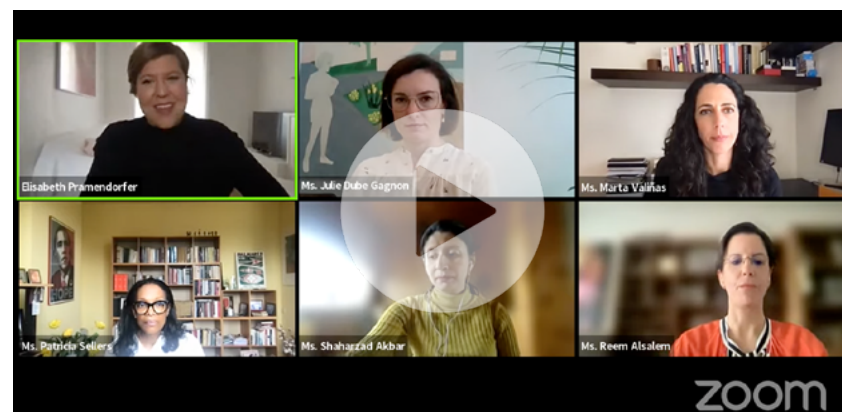 Elisabeth Pramendorfer
Ms. Julie Dube Gagnon
Ms. Marta Valiñas
Ms. Patricia Sellers
Ms. Shaharzad Akbar
Ms. Reem Alsalem
zoom